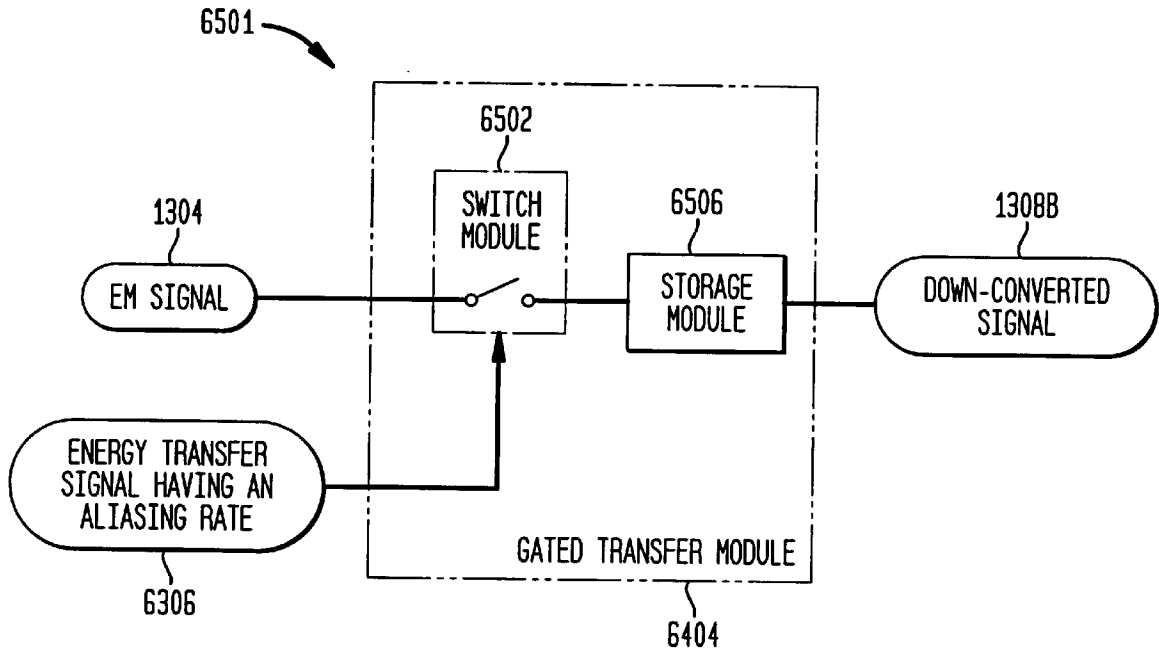 6501
6502
SWITCH
MODULE
6506
STORAGE
MODULE
1304
EM SIGNAL
1308B
DOWN-CONVERTED
SIGNAL
ENERGY TRANSFER
SIGNAL HAVING AN
ALIASING RATE
6306
GATED TRANSFER MODULE
6404